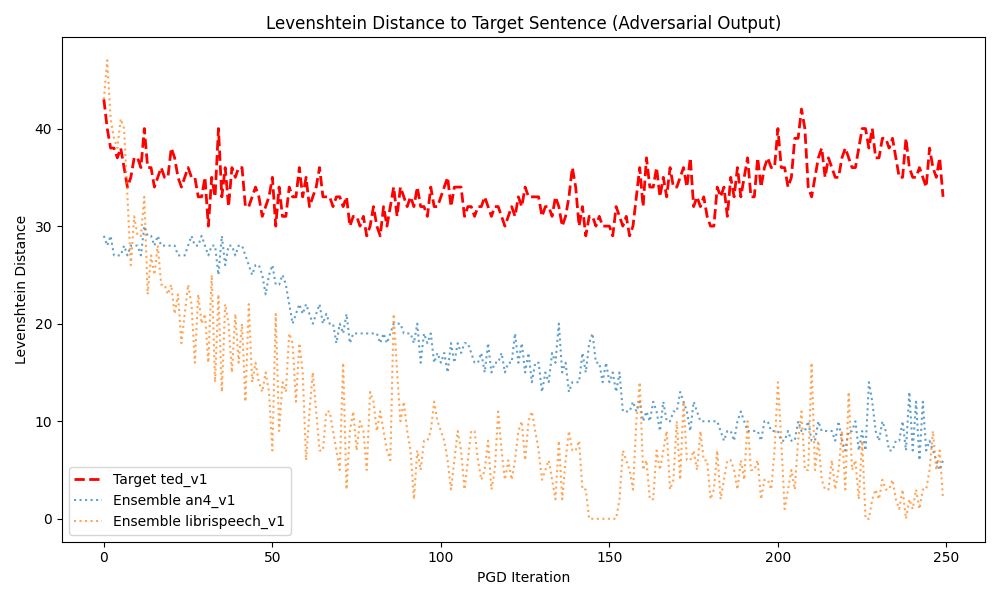 Levenshtein Distance to Target Sentence (Adversarial Output)
Levenshtein Distance
40
30
20
10
0
Target ted_v1
Ensemble an4_v1
Ensemble librispeech_v1
0 50 100 150 200 250
PGD Iteration